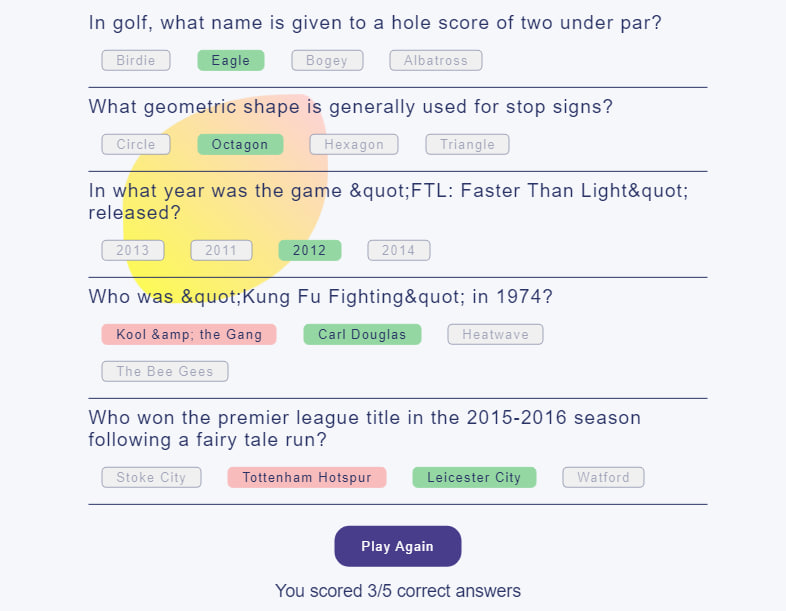 In golf, what name is given to a hole score of two under par?
Birdie Eagle Bogey Albatross
What geometric shape is generally used for stop signs?
Circle Octagon Hexagon Triangle
In what year was the game &quot;FTL: Faster Than Light&quot;
released?
2013 2011 2012 2014
Who was &quot;Kung Fu Fighting&quot; in 1974?
Kool &amp; the Gang Carl Douglas Heatwave
The Bee Gees
Who won the premier league title in the 2015-2016 season
following a fairy tale run?
Stoke City Tottenham Hotspur Leicester City Watford
Play Again
You scored 3/5 correct answers